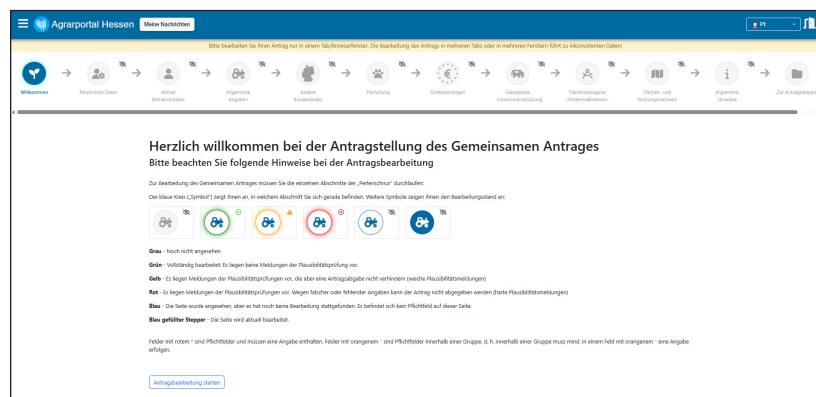 Agrarportal Hessen
Meine Nachrichten
Bitte bearbeiten Sie Ihren Antrag nur in einem Tab/Browserfenster. Die Bearbeitung des Antrags in mehreren Tabs oder in mehreren Fenstern führt zu inkonsistenten Daten!
Willkommen
Persönliche Daten
Aktiver
Betriebsinhaber
Allgemeine
Angaben
Andere
Bundesländer
Tierhaltung
Direktzahlungen
Gekoppelte
Einkommensstützung
Flächenbezogene
Fördermaßnahmen
Flächen- und
Nutzungsnachweis
Allgemeine
Hinweise
Zur Antragsabgabe
Herzlich willkommen bei der Antragstellung des Gemeinsamen Antrages
Bitte beachten Sie folgende Hinweise bei der Antragsbearbeitung
Zur Bearbeitung des Gemeinsamen Antrages müssen Sie die einzelnen Abschnitte der „Perlenschnur" durchlaufen:
Der blaue Kreis („Symbol") zeigt Ihnen an, in welchem Abschnitt Sie sich gerade befinden. Weitere Symbole zeigen Ihnen den Bearbeitungsstand an:
Grau - Noch nicht angesehen
Grün - Vollständig bearbeitet: Es liegen keine Meldungen der Plausibilitätsprüfung vor.
Gelb - Es liegen Meldungen der Plausibilitätsprüfungen vor, die aber eine Antragsabgabe nicht verhindern (weiche Plausibilitätsmeldungen)
Rot - Es liegen Meldungen der Plausibilitätsprüfungen vor. Wegen falscher oder fehlender Angaben kann der Antrag nicht abgegeben werden (harte Plausibilitätsmeldungen)
Blau - Die Seite wurde angesehen, aber es hat noch keine Bearbeitung stattgefunden. Es befindet sich kein Pflichtfeld auf dieser Seite.
Blau gefüllter Stepper - Die Seite wird aktuell bearbeitet.
Felder mit rotem * sind Pflichtfelder und müssen eine Angabe enthalten. Felder mit orangenem * sind Pflichtfelder innerhalb einer Gruppe, d. h. innerhalb einer Gruppe muss mind. in einem Feld mit orangenem * eine Angabe
erfolgen.
Antragsbearbeitung starten